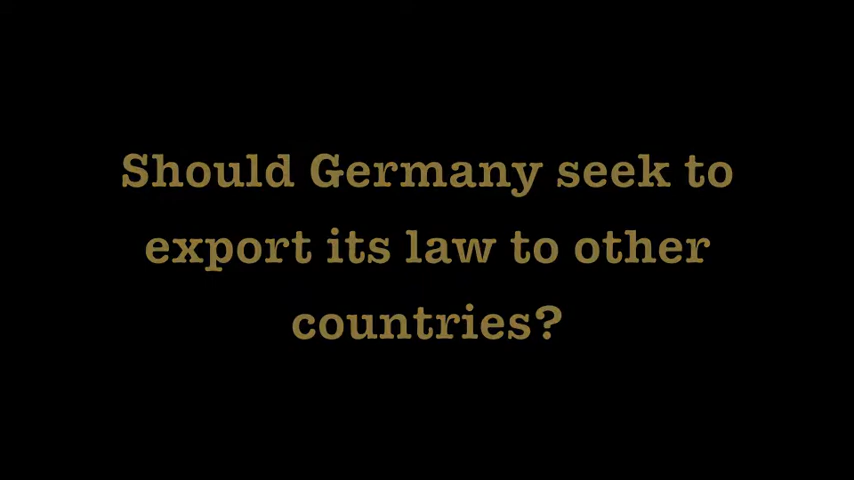 Should Germany seek to
export its law to other
countries?